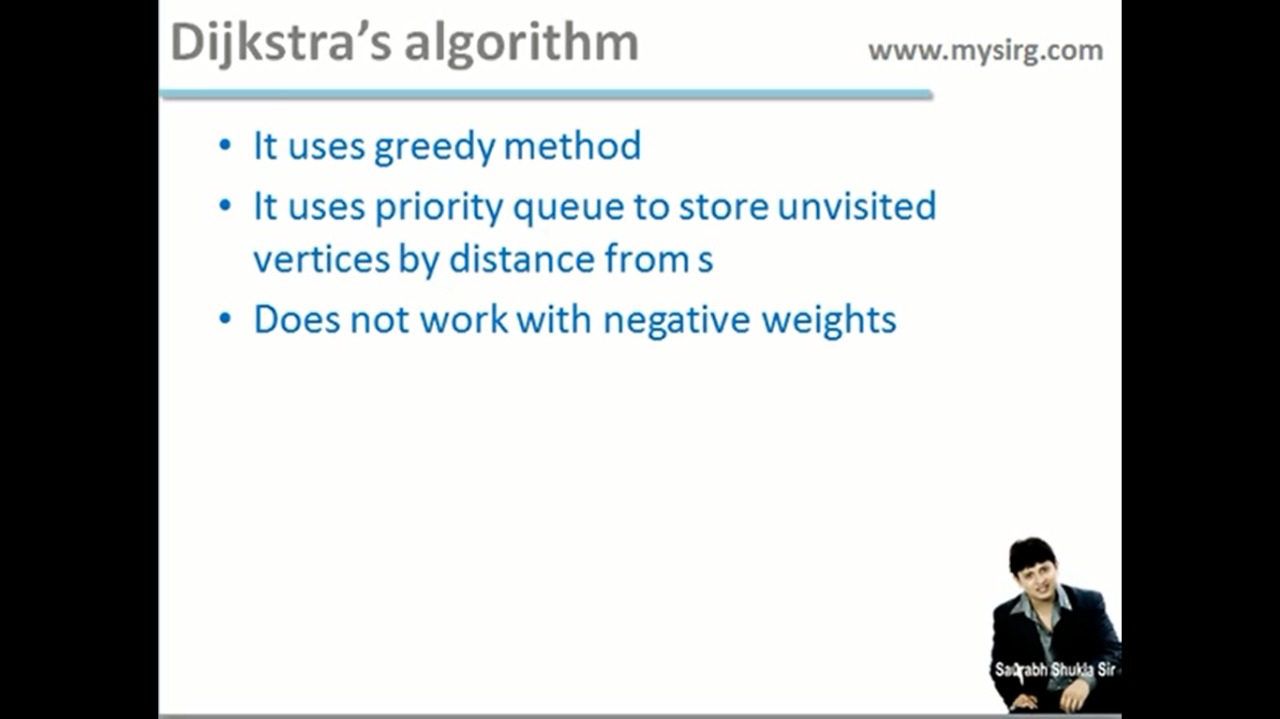 Dijkstra's algorithm
www.mysirg.com
• It uses greedy method
• It uses priority queue to store unvisited
vertices by distance from s
• Does not work with negative weights
Saurabh Shukla Sir